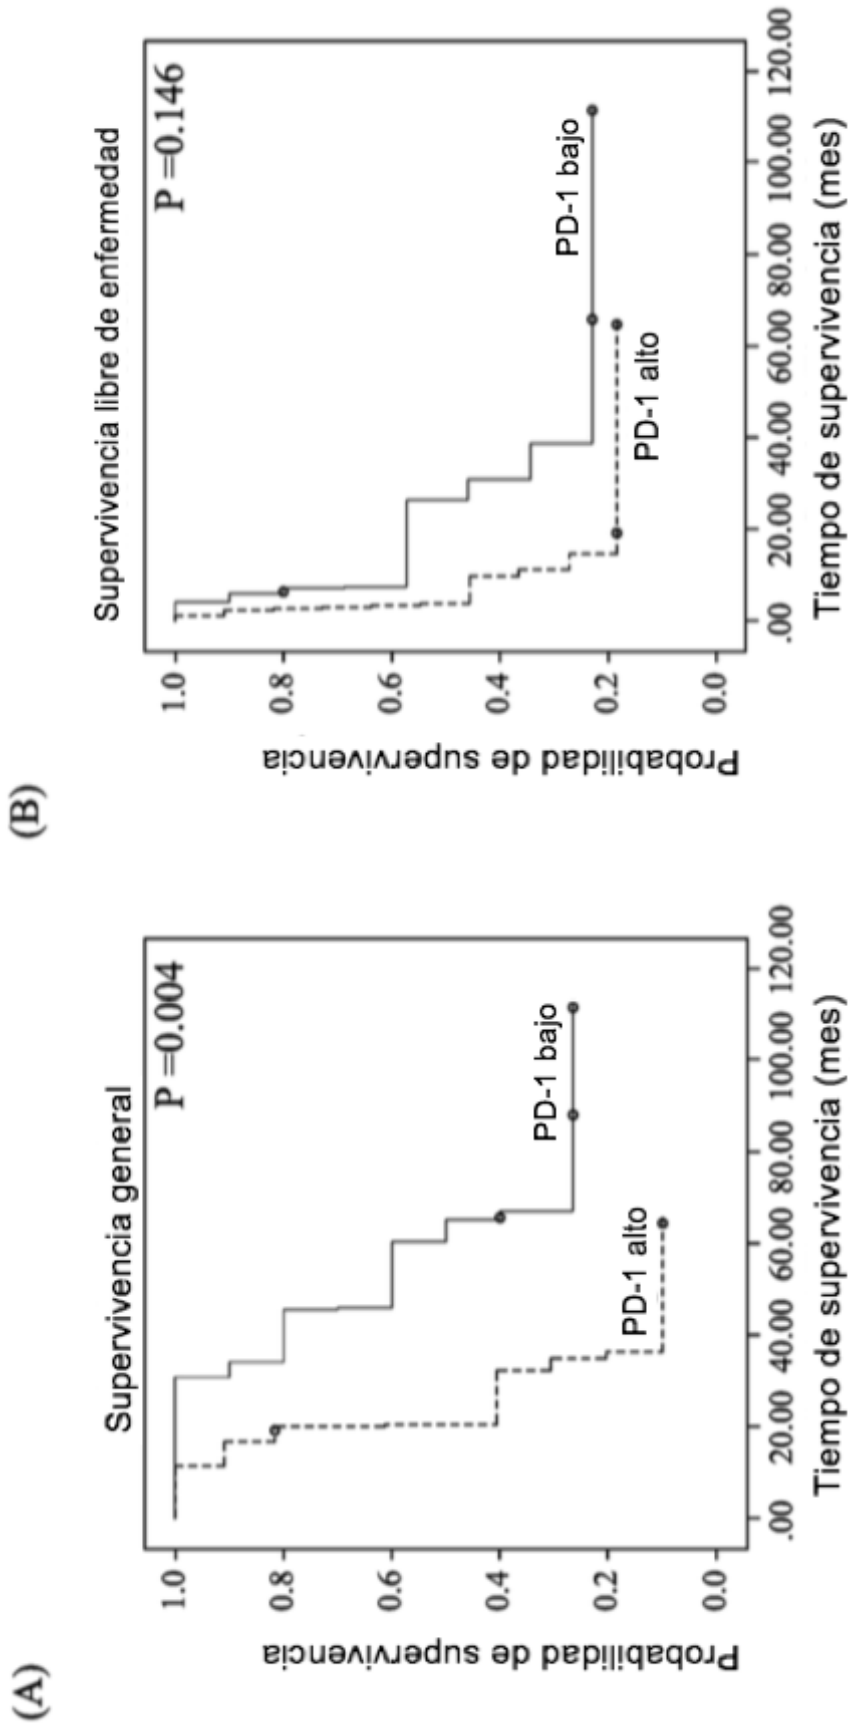 (A)
Supervivencia general
P =0.004
Probabilidad de supervivencia
1.0
0.8
0.6
0.4
0.2
0.0
PD-1 bajo
PD-1 alto
.00 20.00 40.00 60.00 80.00 100.00 120.00
Tiempo de supervivencia (mes)
(B)
Supervivencia libre de enfermedad
P =0.146
Probabilidad de supervivencia
1.0
0.8
0.6
0.4
0.2
0.0
PD-1 bajo
PD-1 alto
.00 20.00 40.00 60.00 80.00 100.00 120.00
Tiempo de supervivencia (mes)